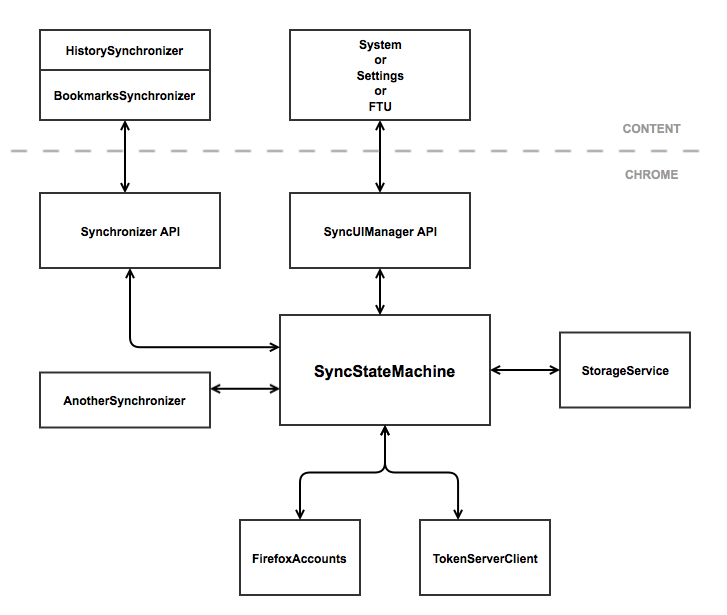 HistorySynchronizer
BookmarksSynchronizer
System
or
Settings
or
FTU
CONTENT
CHROME
Synchronizer API
SyncUIManager API
SyncStateMachine
StorageService
AnotherSynchronizer
FirefoxAccounts
TokenServerClient